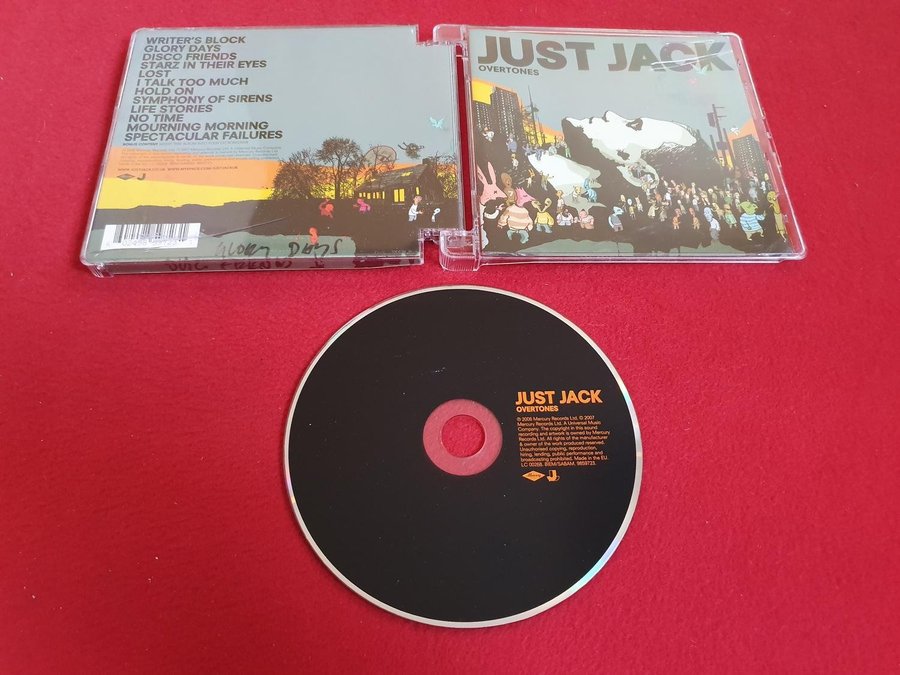 WRITER'S BLOCK
GLORY DAYS
DISCO FRIENDS
STARZ IN THEIR EYES
LOST
I TALK TOO MUCH
HOLD ON
SYMPHONY OF SIRENS
LIFE STORIES
NO TIME
MOURNING MORNING
SPECTACULAR FAILURES
GLORY DAYS
JUST JACK
OVERTONES
JUST JACK
OVERTONES
℗ 2006 Mercury Records Ltd. © 2007
Mercury Records Ltd. A Universal Music
Company. The copyright in this sound
recording and artwork is owned by Mercury
Records Ltd. All rights of the manufacturer
& owner of the work produced reserved.
Unauthorised copying, reproduction,
hiring, lending, public performance and
broadcasting prohibited. Made in the EU.
LC 00268. BIEM/SABAM. 9859723.